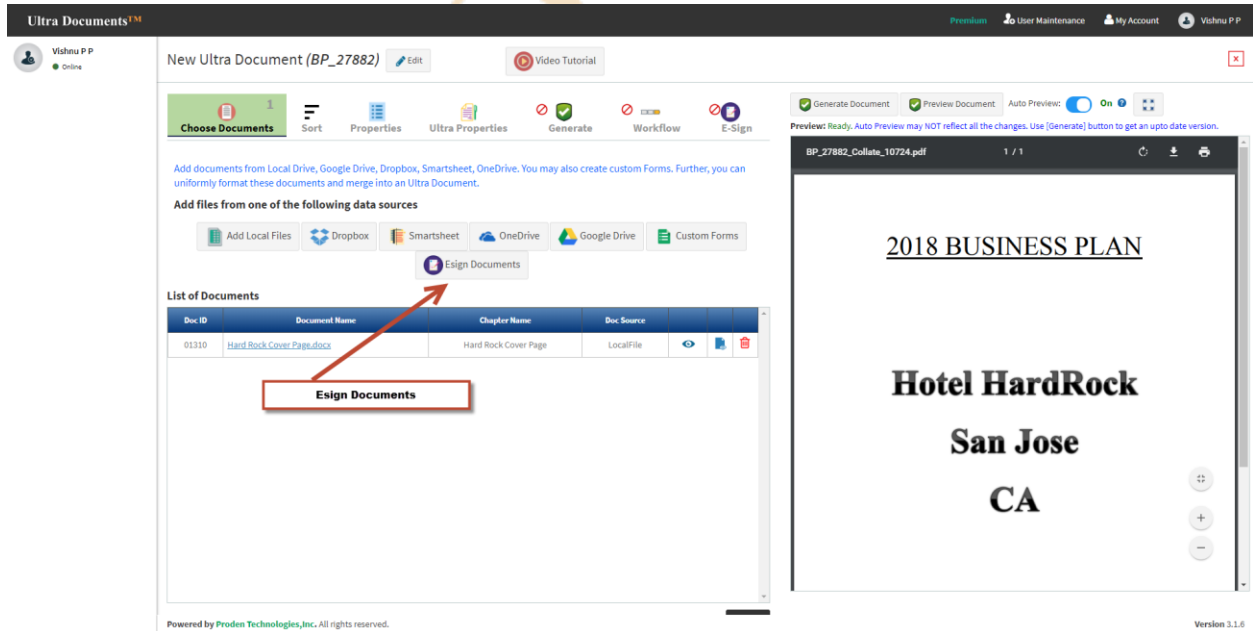 Ultra Documents™
Premium User Maintenance My Account Vishnu P P
Vishnu P P
Online
New Ultra Document (BP_27882) Edit Video Tutorial x
1
Choose Documents Sort Properties Ultra Properties Generate Workflow E-Sign
Add documents from Local Drive, Google Drive, Dropbox, Smartsheet, OneDrive. You may also create custom Forms. Further, you can
uniformly format these documents and merge into an Ultra Document.
Add files from one of the following data sources
Add Local Files Dropbox Smartsheet OneDrive Google Drive Custom Forms
Esign Documents
List of Documents
Doc ID Document Name Chapter Name Doc Source
01310 Hard Rock Cover Page.docx Hard Rock Cover Page LocalFile
Esign Documents
Generate Document Preview Document Auto Preview: On ?
Preview: Ready. Auto Preview may NOT reflect all the changes. Use [Generate] button to get an upto date version.
BP_27882_Collate_10724.pdf 1 / 1
2018 BUSINESS PLAN
Hotel HardRock
San Jose
CA
Powered by Proden Technologies,Inc. All rights reserved.
Version 3.1.6